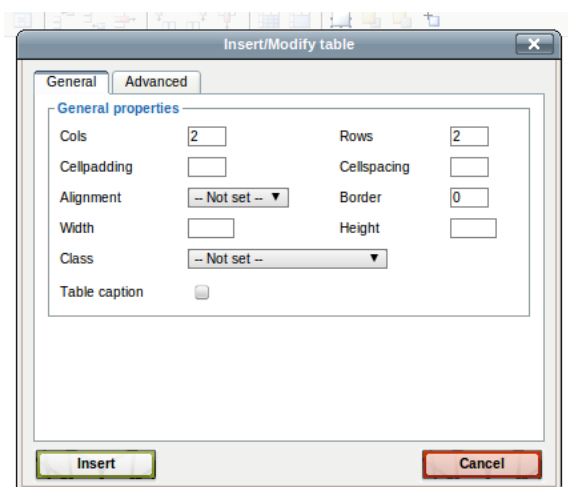 Insert/Modify table
General Advanced
General properties
Cols 2 Rows 2
Cellpadding Cellspacing
Alignment -- Not set -- Border 0
Width Height
Class -- Not set --
Table caption
Insert Cancel